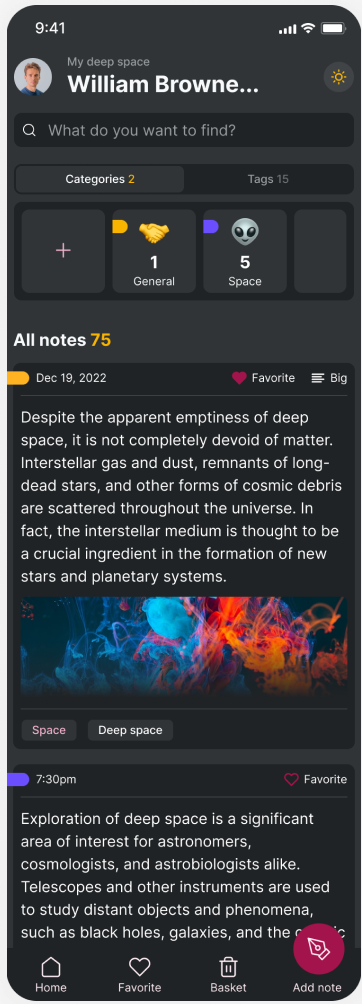 9:41
My deep space
William Browne...
What do you want to find?
Categories 2
Tags 15
1
General
5
Space
All notes 75
Dec 19, 2022
Favorite
Big
Despite the apparent emptiness of deep
space, it is not completely devoid of matter.
Interstellar gas and dust, remnants of long-
dead stars, and other forms of cosmic debris
are scattered throughout the universe. In
fact, the interstellar medium is thought to be
a crucial ingredient in the formation of new
stars and planetary systems.
Space
Deep space
7:30pm
Favorite
Exploration of deep space is a significant
area of interest for astronomers,
cosmologists, and astrobiologists alike.
Telescopes and other instruments are used
to study distant objects and phenomena,
such as black holes, galaxies, and the
Home
Favorite
Basket
Add note